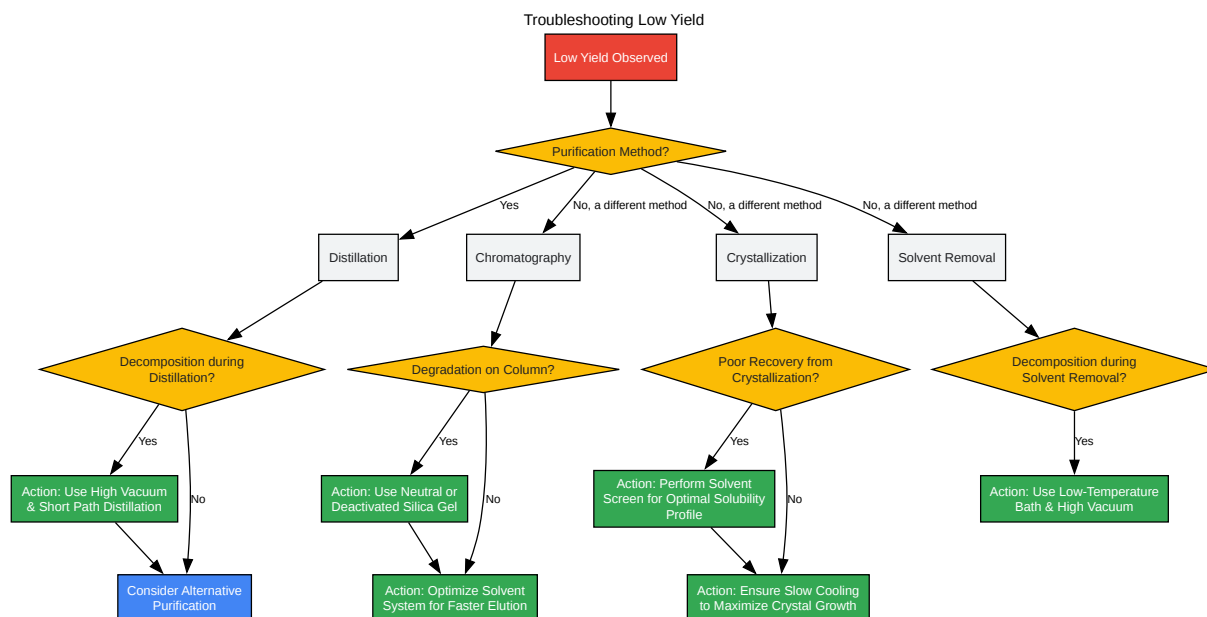 Troubleshooting Low Yield
Low Yield Observed
Purification Method?
Yes
No, a different method
No, a different method
No, a different method
Distillation
Chromatography
Crystallization
Solvent Removal
Decomposition during
Distillation?
Degradation on Column?
Poor Recovery from
Crystallization?
Decomposition during
Solvent Removal?
Yes
Yes
Yes
Yes
Action: Use High Vacuum
& Short Path Distillation
No
Action: Use Neutral or
Deactivated Silica Gel
No
Action: Perform Solvent
Screen for Optimal Solubility
Profile
No
Action: Use Low-Temperature
Bath & High Vacuum
Consider Alternative
Purification
Action: Optimize Solvent
System for Faster Elution
Action: Ensure Slow Cooling
to Maximize Crystal Growth